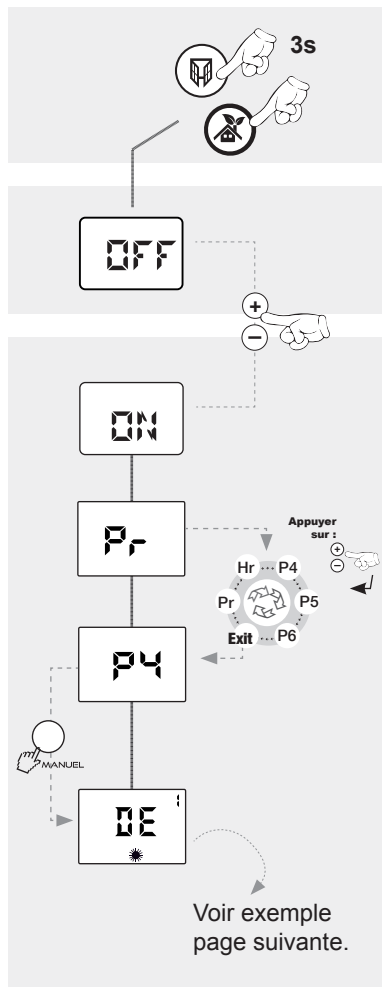 3s
OFF
+
−
ON
Pr
Appuyer
sur :
+
−
Hr P4
Pr P5
Exit P6
P4
MANUEL
DE 1
Voir exemple
page suivante.